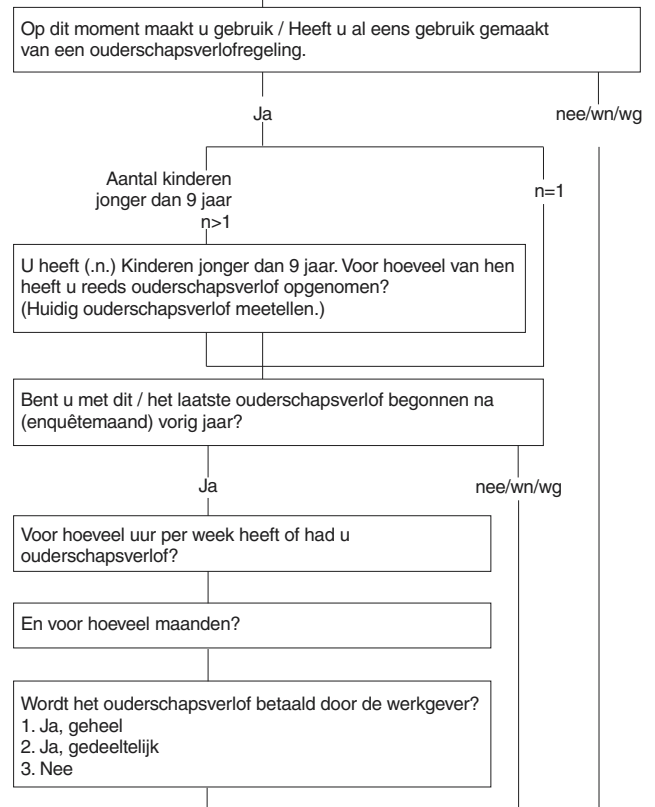 Op dit moment maakt u gebruik / Heeft u al eens gebruik gemaakt
van een ouderschapsverlofregeling.
Ja
nee/wn/wg
Aantal kinderen
jonger dan 9 jaar
n>1
n=1
U heeft (.n.) Kinderen jonger dan 9 jaar. Voor hoeveel van hen
heeft u reeds ouderschapsverlof opgenomen?
(Huidig ouderschapsverlof meetellen.)
Bent u met dit / het laatste ouderschapsverlof begonnen na
(enquêtemaand) vorig jaar?
Ja
nee/wn/wg
Voor hoeveel uur per week heeft of had u
ouderschapsverlof?
En voor hoeveel maanden?
Wordt het ouderschapsverlof betaald door de werkgever?
1. Ja, geheel
2. Ja, gedeeltelijk
3. Nee